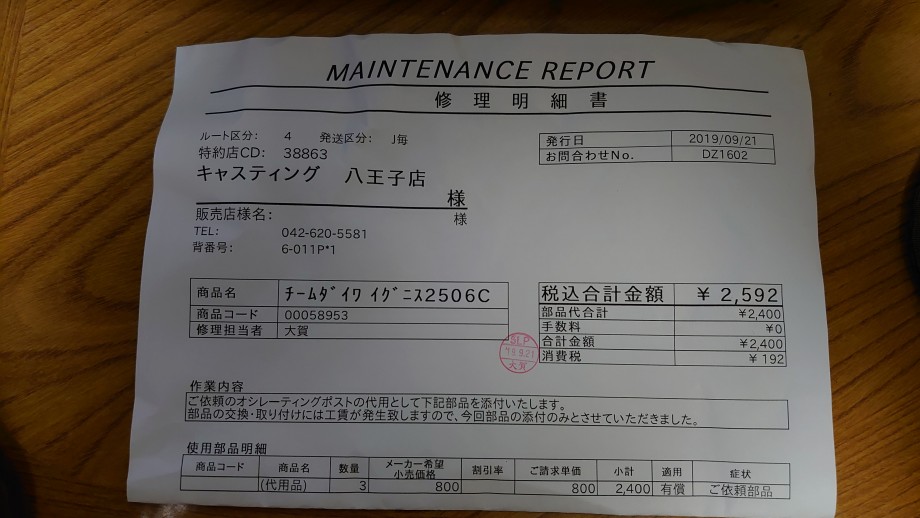 MAINTENANCE REPORT
修理明細書
ルート区分: 4 発送区分: J毎
特約店CD: 38863
キャスティング 八王子店
様
販売店様名: 様
TEL: 042-620-5581
背番号: 6-011P*1
発行日 2019/09/21
お問合わせNo. DZ1602
商品名 ﾁｰﾑﾀﾞｲﾜ ｲｸﾞﾆｽ2506C
商品コード 00058953
修理担当者 大賀
税込合計金額 ¥ 2,592
部品代合計 ¥2,400
手数料 ¥0
合計金額 ¥2,400
消費税 ¥ 192
SLP
'19.9.21
大賀
作業内容
ご依頼のオシレーティングポストの代用として下記部品を添付いたします。
部品の交換・取り付けには工賃が発生致しますので、今回部品の添付のみとさせていただきました。
使用部品明細
商品コード 商品名 数量 メーカー希望小売価格 割引率 ご請求単価 小計 適用 症状
(代用品) 3 800 800 2,400 有償 ご依頼部品